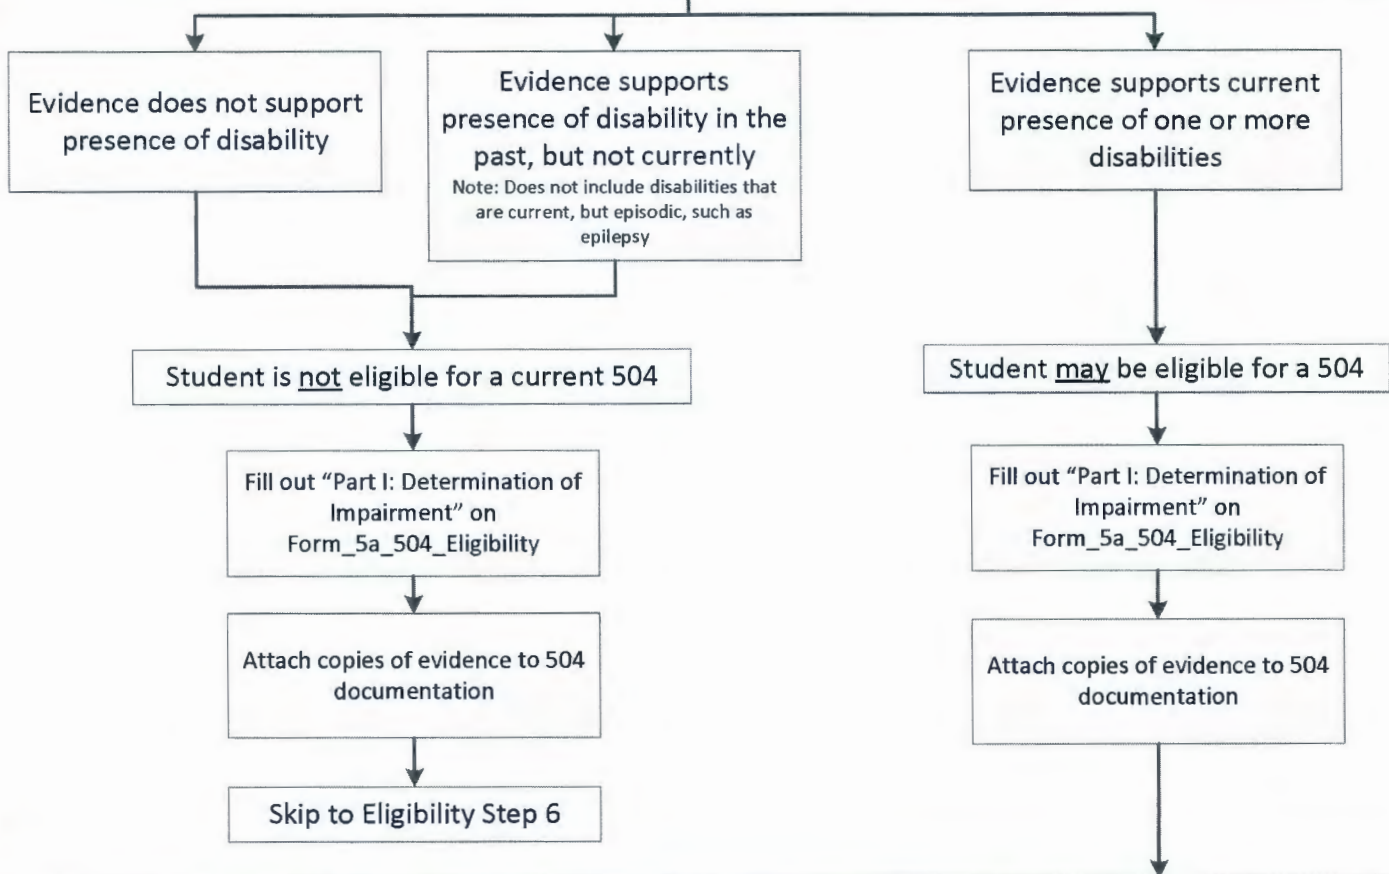 Evidence does not support
presence of disability
Evidence supports
presence of disability in the
past, but not currently
Note: Does not include disabilities that
are current, but episodic, such as
epilepsy
Evidence supports current
presence of one or more
disabilities
Student is not eligible for a current 504
Student may be eligible for a 504
Fill out “Part I: Determination of
Impairment” on
Form_5a_504_Eligibility
Fill out “Part I: Determination of
Impairment” on
Form_5a_504_Eligibility
Attach copies of evidence to 504
documentation
Attach copies of evidence to 504
documentation
Skip to Eligibility Step 6